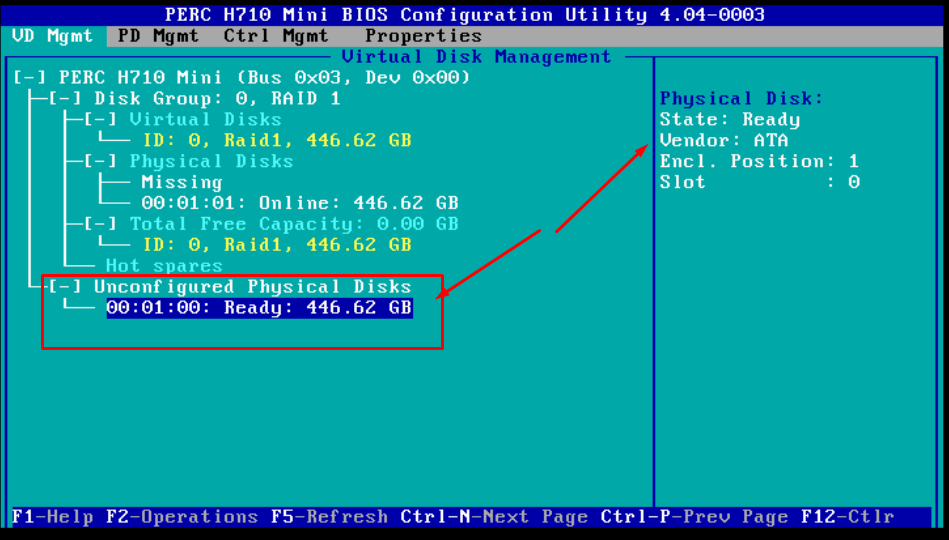 PERC H710 Mini BIOS Configuration Utility 4.04-0003
VD Mgmt PD Mgmt Ctrl Mgmt Properties
Virtual Disk Management
[-] PERC H710 Mini (Bus 0x03, Dev 0x00)
[-] Disk Group: 0, RAID 1
[-] Virtual Disks
ID: 0, Raid1, 446.62 GB
[-] Physical Disks
Missing
00:01:01: Online: 446.62 GB
[-] Total Free Capacity: 0.00 GB
ID: 0, Raid1, 446.62 GB
Hot spares
[-] Unconfigured Physical Disks
00:01:00: Ready: 446.62 GB
Physical Disk:
State: Ready
Vendor: ATA
Encl. Position: 1
Slot : 0
F1-Help F2-Operations F5-Refresh Ctrl-N-Next Page Ctrl-P-Prev Page F12-Ctlr